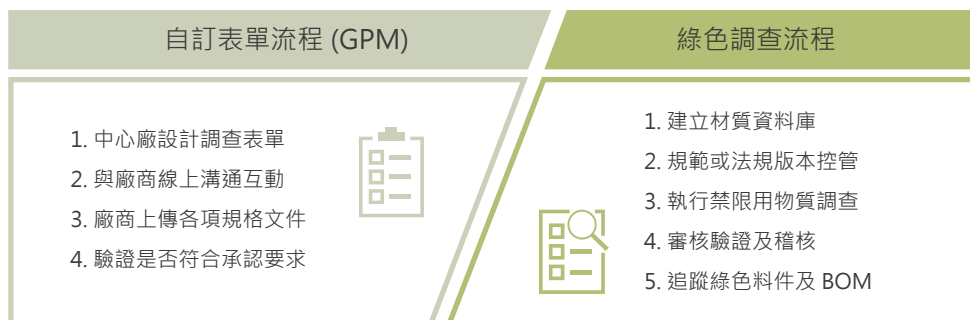 自訂表單流程 (GPM)
1. 中心廠設計調查表單
2. 與廠商線上溝通互動
3. 廠商上傳各項規格文件
4. 驗證是否符合承認要求
綠色調查流程
1. 建立材質資料庫
2. 規範或法規版本控管
3. 執行禁限用物質調查
4. 審核驗證及稽核
5. 追蹤綠色料件及 BOM